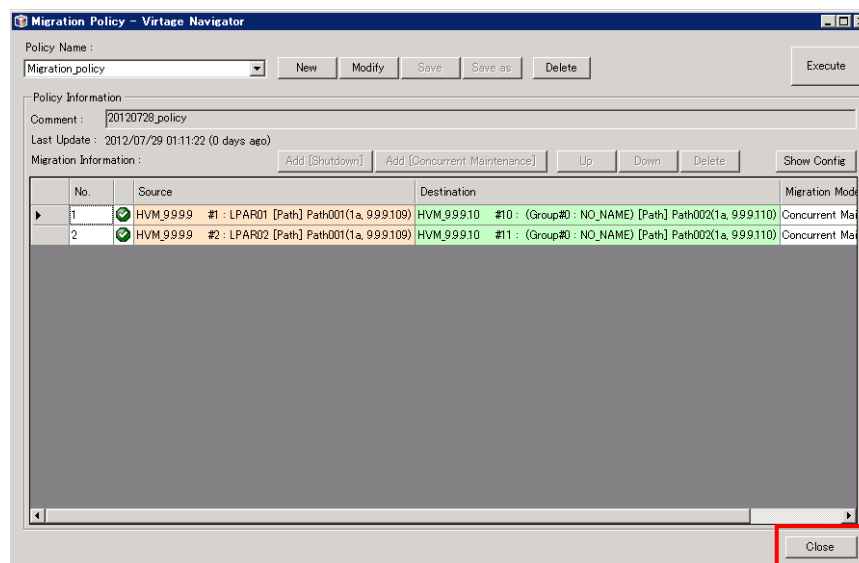 Migration Policy - Virtage Navigator
Policy Name :
Migration_policy New Modify Save Save as Delete Execute
Policy Information
Comment : 20120728_policy
Last Update : 2012/07/29 01:11:22 (0 days ago)
Migration Information : Add [Shutdown] Add [Concurrent Maintenance] Up Down Delete Show Config
No. Source Destination Migration Mode
1 HVM_9.9.9.9 #1 : LPAR01 [Path] Path001(1a, 9.9.9.109) HVM_9.9.9.10 #10 : (Group#0 : NO_NAME) [Path] Path002(1a, 9.9.9.110) Concurrent Mai
2 HVM_9.9.9.9 #2 : LPAR02 [Path] Path001(1a, 9.9.9.109) HVM_9.9.9.10 #11 : (Group#0 : NO_NAME) [Path] Path002(1a, 9.9.9.110) Concurrent Mai
Close